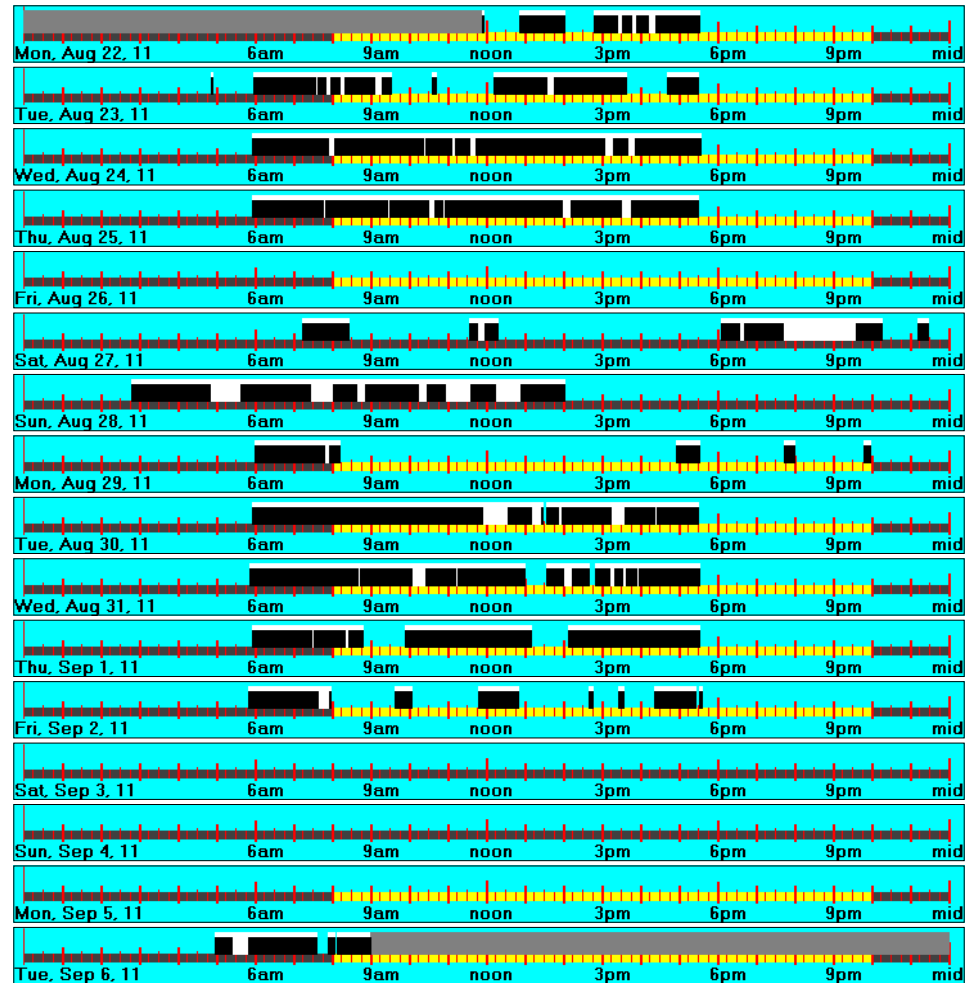 Mon, Aug 22, 11 6am 9am noon 3pm 6pm 9pm mid
Tue, Aug 23, 11 6am 9am noon 3pm 6pm 9pm mid
Wed, Aug 24, 11 6am 9am noon 3pm 6pm 9pm mid
Thu, Aug 25, 11 6am 9am noon 3pm 6pm 9pm mid
Fri, Aug 26, 11 6am 9am noon 3pm 6pm 9pm mid
Sat, Aug 27, 11 6am 9am noon 3pm 6pm 9pm mid
Sun, Aug 28, 11 6am 9am noon 3pm 6pm 9pm mid
Mon, Aug 29, 11 6am 9am noon 3pm 6pm 9pm mid
Tue, Aug 30, 11 6am 9am noon 3pm 6pm 9pm mid
Wed, Aug 31, 11 6am 9am noon 3pm 6pm 9pm mid
Thu, Sep 1, 11 6am 9am noon 3pm 6pm 9pm mid
Fri, Sep 2, 11 6am 9am noon 3pm 6pm 9pm mid
Sat, Sep 3, 11 6am 9am noon 3pm 6pm 9pm mid
Sun, Sep 4, 11 6am 9am noon 3pm 6pm 9pm mid
Mon, Sep 5, 11 6am 9am noon 3pm 6pm 9pm mid
Tue, Sep 6, 11 6am 9am noon 3pm 6pm 9pm mid